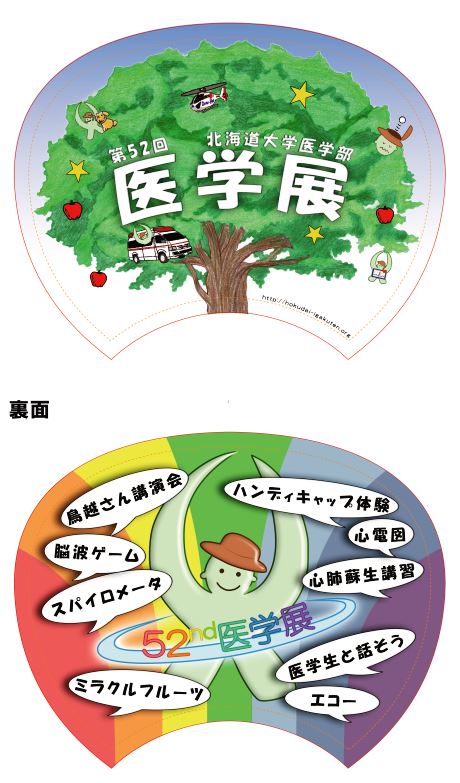 第52回
北海道大学医学部
医学展
http://hokudai-igakuten.org
裏面
鳥越さん講演会
ハンディキャップ体験
脳波ゲーム
心電図
スパイロメータ
心肺蘇生講習
52nd医学展
医学生と話そう
ミラクルフルーツ
エコー